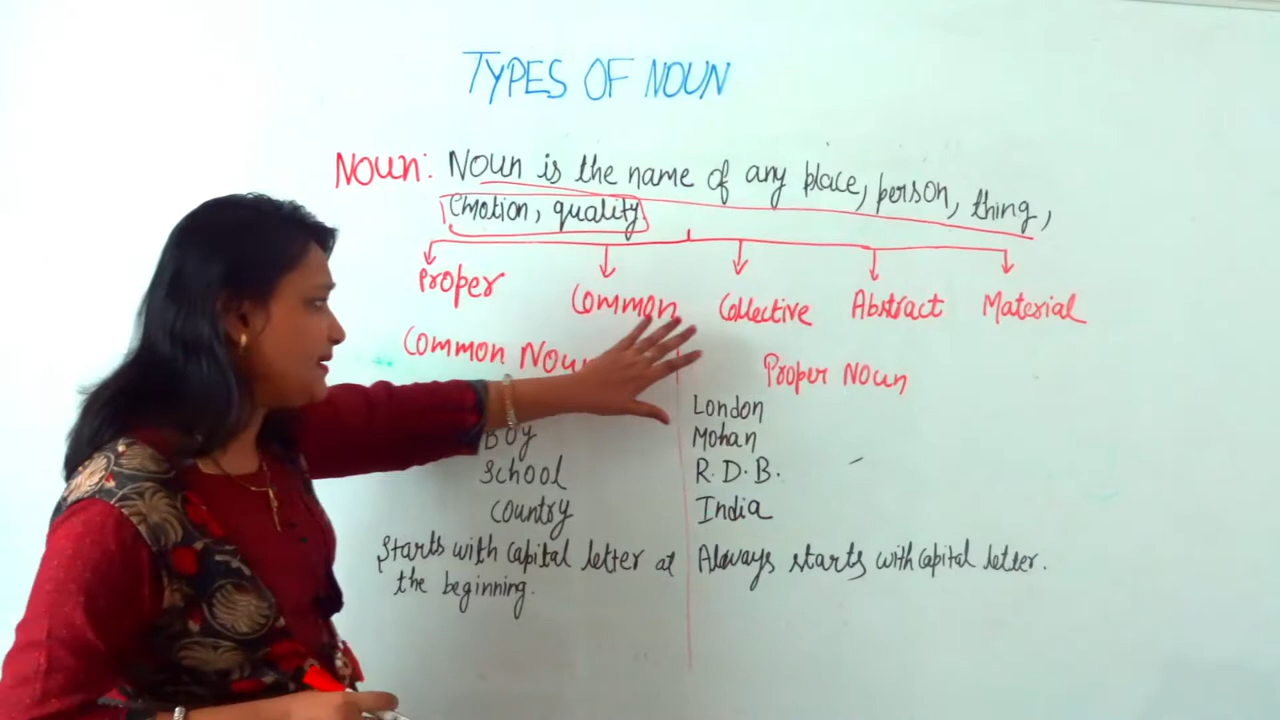 TYPES OF NOUN
Noun: Noun is the name of any place, person, thing,
Emotion, quality
Proper Common Collective Abstract Material
Common Noun Proper Noun
London
Boy Mohan
School R.D.B.
Country India
Starts with capital letter at Always starts with capital letter.
the beginning.